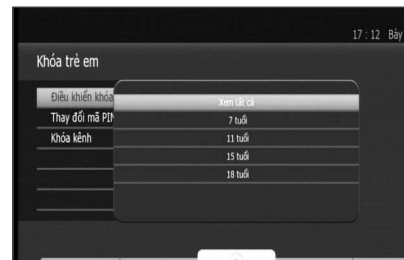 17 : 12 Bảy
Khóa trẻ em
Điều khiển khóa
Thay đổi mã PIN
Khóa kênh
Xem tất cả
7 tuổi
11 tuổi
15 tuổi
18 tuổi